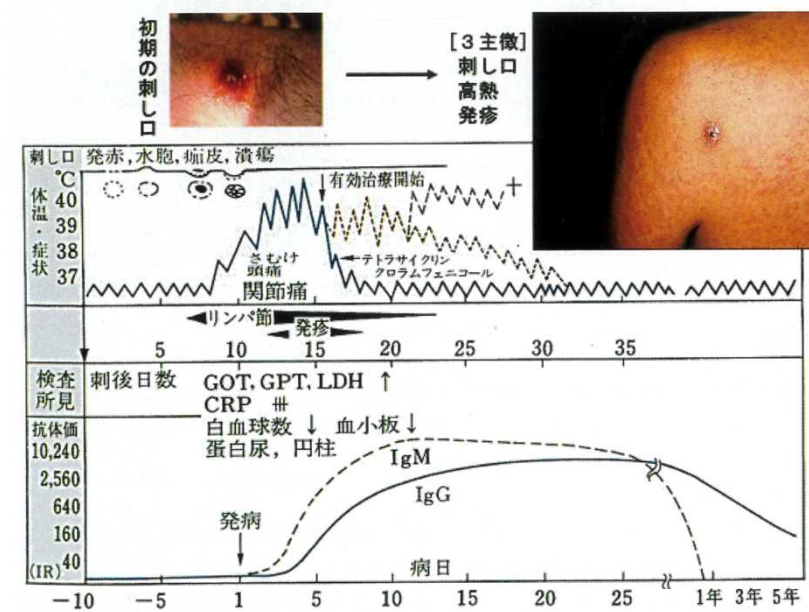 初期の刺し口
[3主徴]
刺し口
高熱
発疹
刺し口 発赤,水胞,痂皮,潰瘍
℃
体温・症状
40
39
38
37
有効治療開始
テトラサイクリン
クロラムフェニコール
さむけ
頭痛
関節痛
リンパ節
発疹
5 10 15 20 25 30 35
検査所見
刺後日数
GOT, GPT, LDH ↑
CRP 卅
白血球数 ↓ 血小板 ↓
蛋白尿, 円柱
抗体価
10,240
2,560
640
160
40
(IR)
IgM
IgG
発病
病日
−10 −5 1 5 10 15 20 25 1年 3年 5年